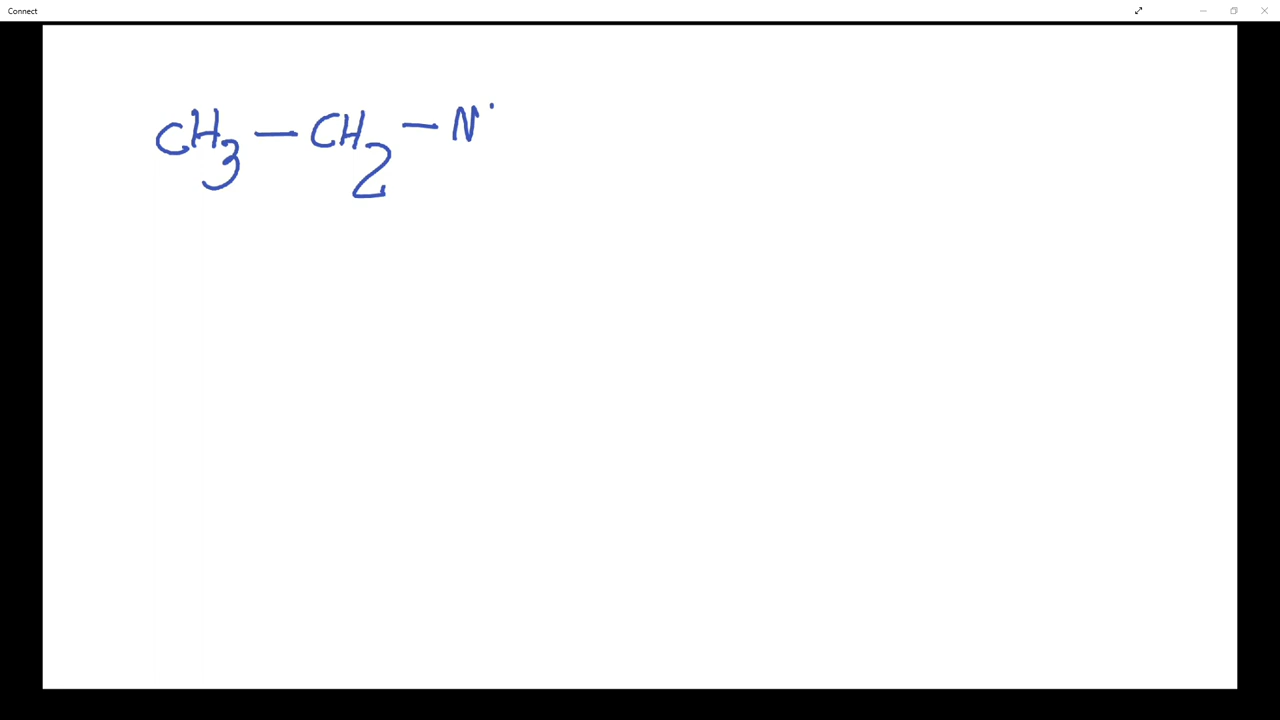 Connect
CH₃ — CH₂ — N